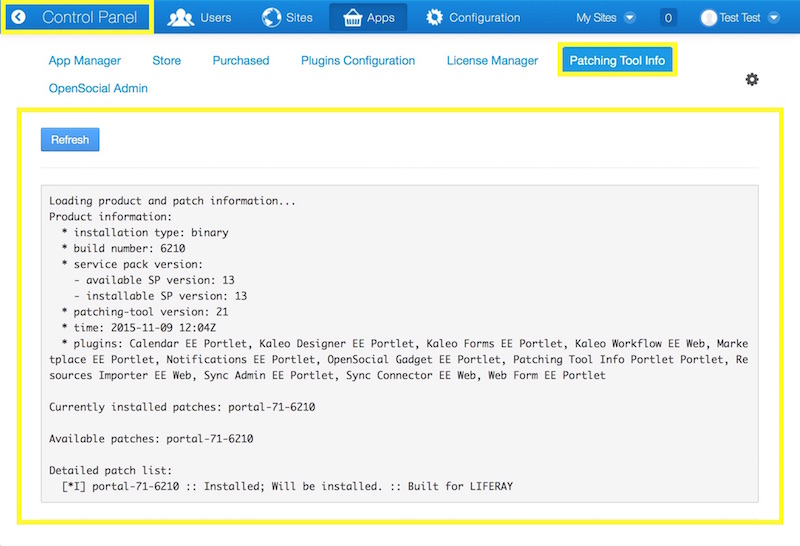 Control Panel Users Sites Apps Configuration My Sites 0 Test Test
App Manager Store Purchased Plugins Configuration License Manager Patching Tool Info
OpenSocial Admin
Refresh
Loading product and patch information...
Product information:
* installation type: binary
* build number: 6210
* service pack version:
- available SP version: 13
- installable SP version: 13
* patching-tool version: 21
* time: 2015-11-09 12:04Z
* plugins: Calendar EE Portlet, Kaleo Designer EE Portlet, Kaleo Forms EE Portlet, Kaleo Workflow EE Web, Marke
tplace EE Portlet, Notifications EE Portlet, OpenSocial Gadget EE Portlet, Patching Tool Info Portlet Portlet, Re
sources Importer EE Web, Sync Admin EE Portlet, Sync Connector EE Web, Web Form EE Portlet
Currently installed patches: portal-71-6210
Available patches: portal-71-6210
Detailed patch list:
[*I] portal-71-6210 :: Installed; Will be installed. :: Built for LIFERAY